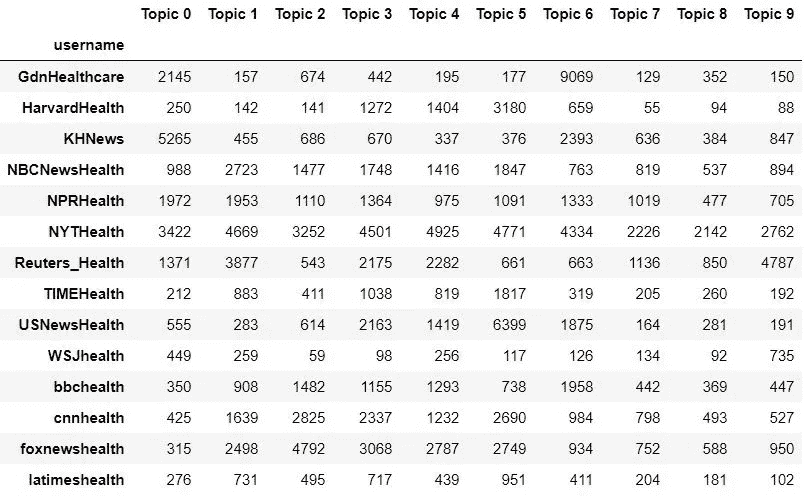 Topic 0 Topic 1 Topic 2 Topic 3 Topic 4 Topic 5 Topic 6 Topic 7 Topic 8 Topic 9
username
GdnHealthcare 2145 157 674 442 195 177 9069 129 352 150
HarvardHealth 250 142 141 1272 1404 3180 659 55 94 88
KHNews 5265 455 686 670 337 376 2393 636 384 847
NBCNewsHealth 988 2723 1477 1748 1416 1847 763 819 537 894
NPRHealth 1972 1953 1110 1364 975 1091 1333 1019 477 705
NYTHealth 3422 4669 3252 4501 4925 4771 4334 2226 2142 2762
Reuters_Health 1371 3877 543 2175 2282 661 663 1136 850 4787
TIMEHealth 212 883 411 1038 819 1817 319 205 260 192
USNewsHealth 555 283 614 2163 1419 6399 1875 164 281 191
WSJhealth 449 259 59 98 256 117 126 134 92 735
bbchealth 350 908 1482 1155 1293 738 1958 442 369 447
cnnhealth 425 1639 2825 2337 1232 2690 984 798 493 527
foxnewshealth 315 2498 4792 3068 2787 2749 934 752 588 950
latimeshealth 276 731 495 717 439 951 411 204 181 102